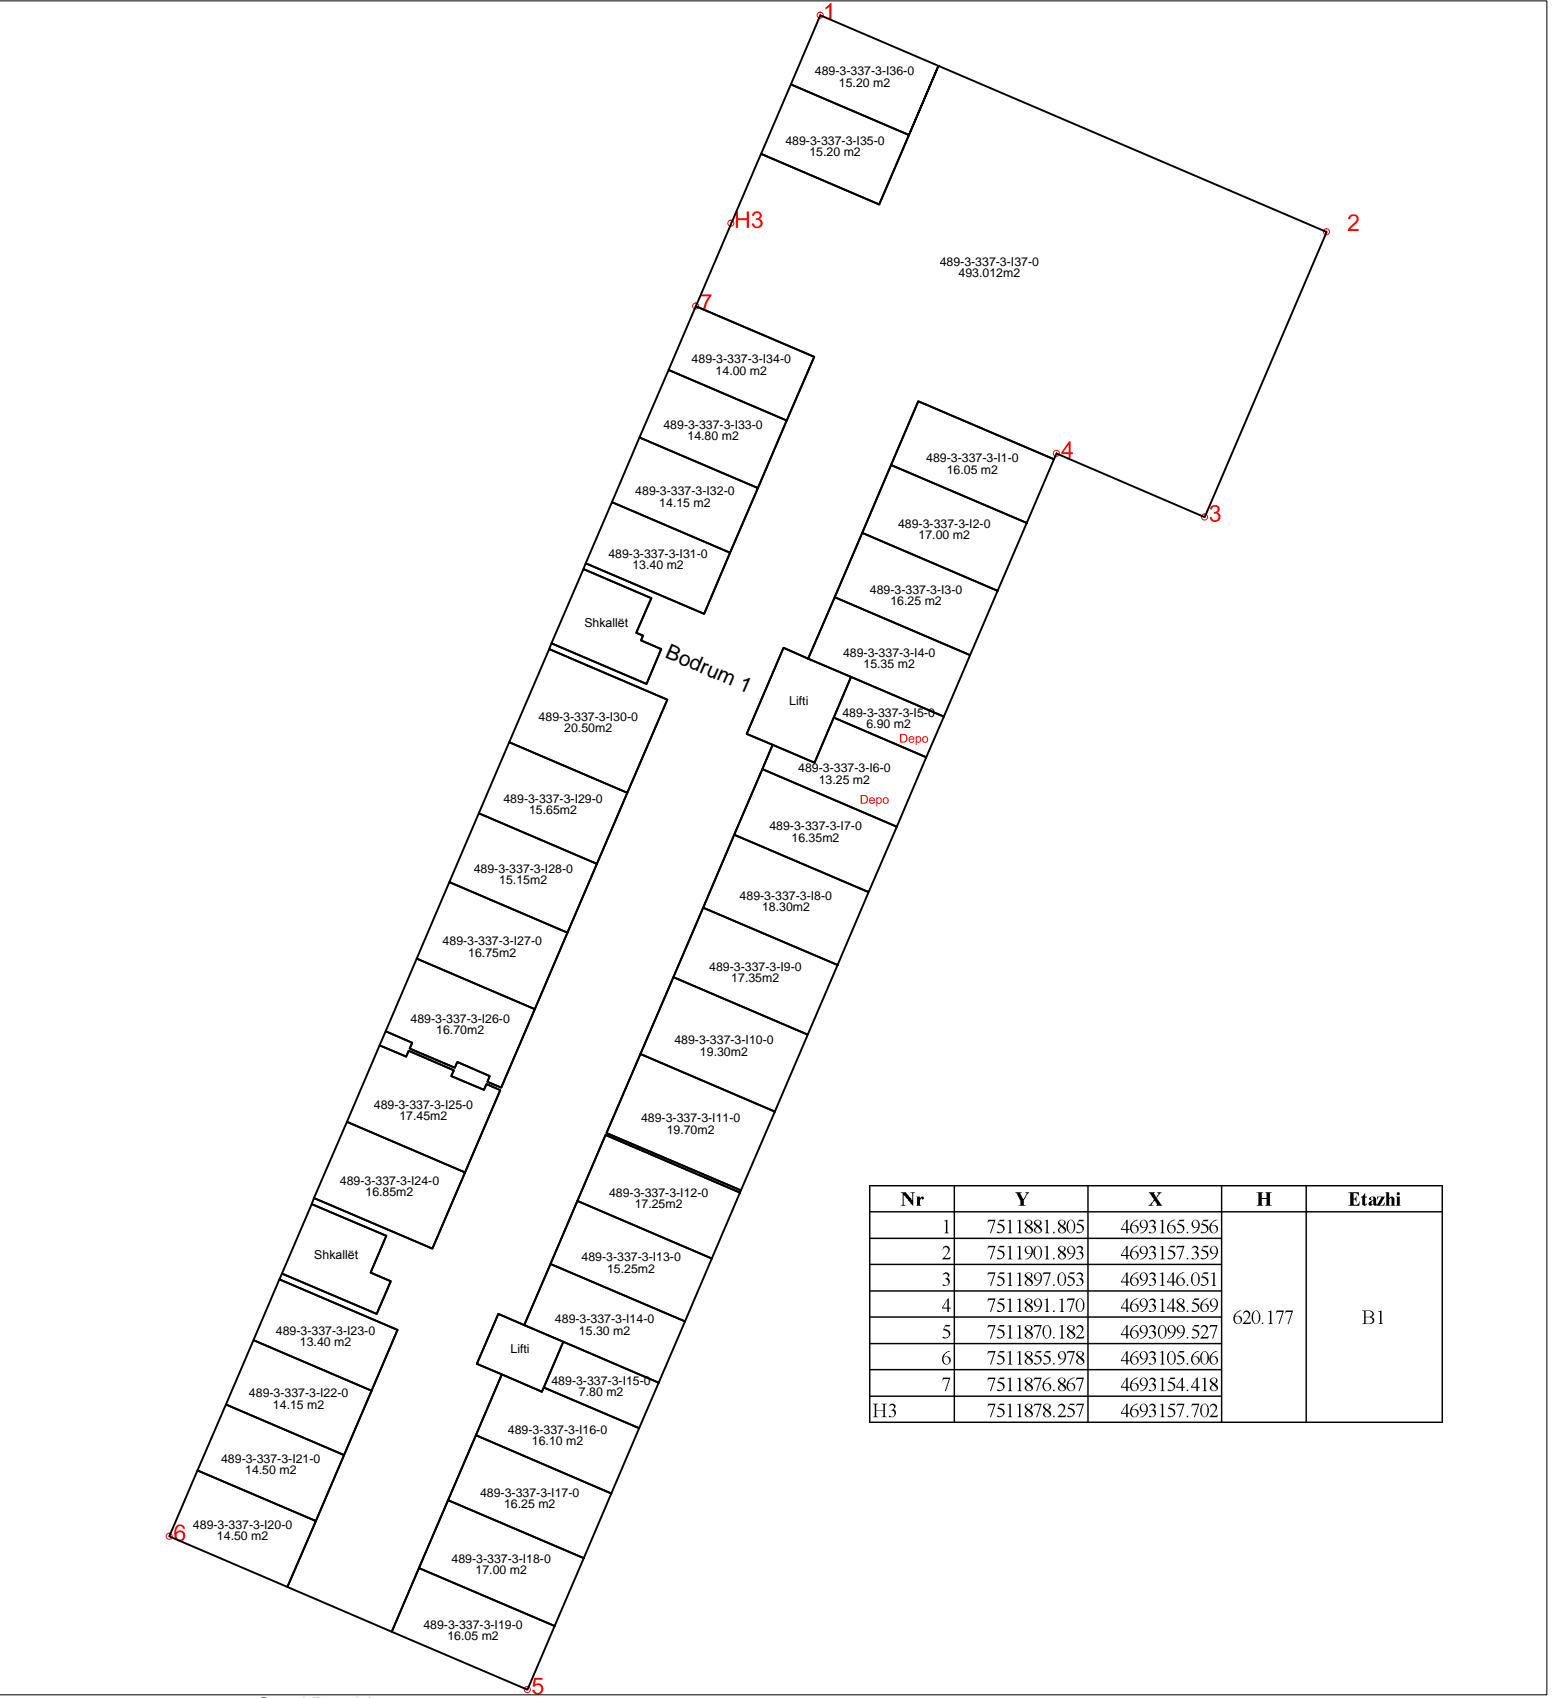 1
489-3-337-3-I36-0
15.20 m2
489-3-337-3-I35-0
15.20 m2
H3
2
489-3-337-3-I37-0
493.012m2
7
489-3-337-3-I34-0
14.00 m2
489-3-337-3-I33-0
14.80 m2
489-3-337-3-I32-0
14.15 m2
489-3-337-3-I31-0
13.40 m2
4
489-3-337-3-I1-0
16.05 m2
3
489-3-337-3-I2-0
17.00 m2
489-3-337-3-I3-0
16.25 m2
489-3-337-3-I4-0
15.35 m2
Shkallët
Bodrum 1
Lifti
489-3-337-3-I5-0
6.90 m2
Depo
489-3-337-3-I6-0
13.25 m2
Depo
489-3-337-3-I30-0
20.50m2
489-3-337-3-I29-0
15.65m2
489-3-337-3-I28-0
15.15m2
489-3-337-3-I27-0
16.75m2
489-3-337-3-I26-0
16.70m2
489-3-337-3-I25-0
17.45m2
489-3-337-3-I24-0
16.85m2
489-3-337-3-I7-0
16.35m2
489-3-337-3-I8-0
18.30m2
489-3-337-3-I9-0
17.35m2
489-3-337-3-I10-0
19.30m2
489-3-337-3-I11-0
19.70m2
489-3-337-3-I12-0
17.25m2
489-3-337-3-I13-0
15.25m2
489-3-337-3-I14-0
15.30 m2
Shkallët
Lifti
489-3-337-3-I15-0
7.80 m2
489-3-337-3-I23-0
13.40 m2
489-3-337-3-I22-0
14.15 m2
489-3-337-3-I21-0
14.50 m2
489-3-337-3-I20-0
14.50 m2
6
489-3-337-3-I16-0
16.10 m2
489-3-337-3-I17-0
16.25 m2
489-3-337-3-I18-0
17.00 m2
489-3-337-3-I19-0
16.05 m2
5
Nr Y X H Etazhi
1 7511881.805 4693165.956
2 7511901.893 4693157.359
3 7511897.053 4693146.051
4 7511891.170 4693148.569
620.177 B1
5 7511870.182 4693099.527
6 7511855.978 4693105.606
7 7511876.867 4693154.418
H3 7511878.257 4693157.702